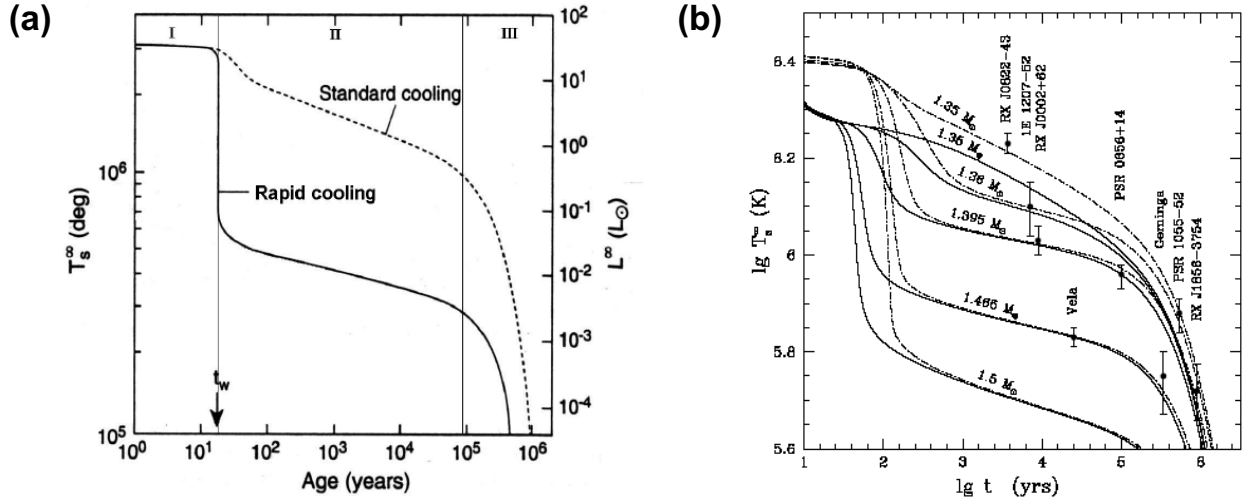 (a)
I
II
III
Standard cooling
Rapid cooling
t_w
T_s^∞ (deg)
10^6
10^5
10^0
10^1
10^2
10^3
10^4
10^5
10^6
Age (years)
10^2
10^1
10^0
10^-1
10^-2
10^-3
10^-4
L^∞ (L_⊙)
(b)
lg T_s^∞ (K)
6.4
6.2
6
5.8
5.6
1
2
3
4
5
6
lg t (yrs)
1.35 M_⊙
1.35 M_⊙
1.36 M_⊙
1.395 M_⊙
1.465 M_⊙
1.5 M_⊙
RX J0822-43
1E 1207-52
RX J0002+62
Vela
PSR 0656+14
Geminga
PSR 1055-52
RX J1856-3754